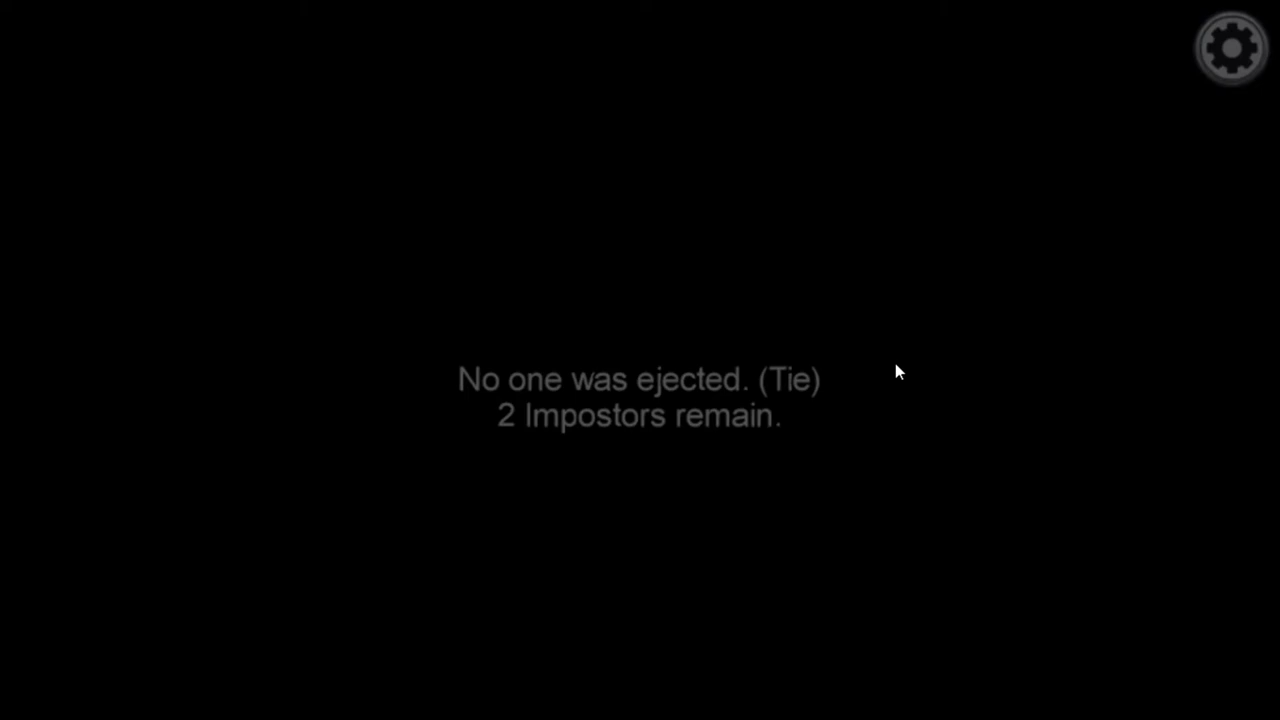 No one was ejected. (Tie)
2 Impostors remain.